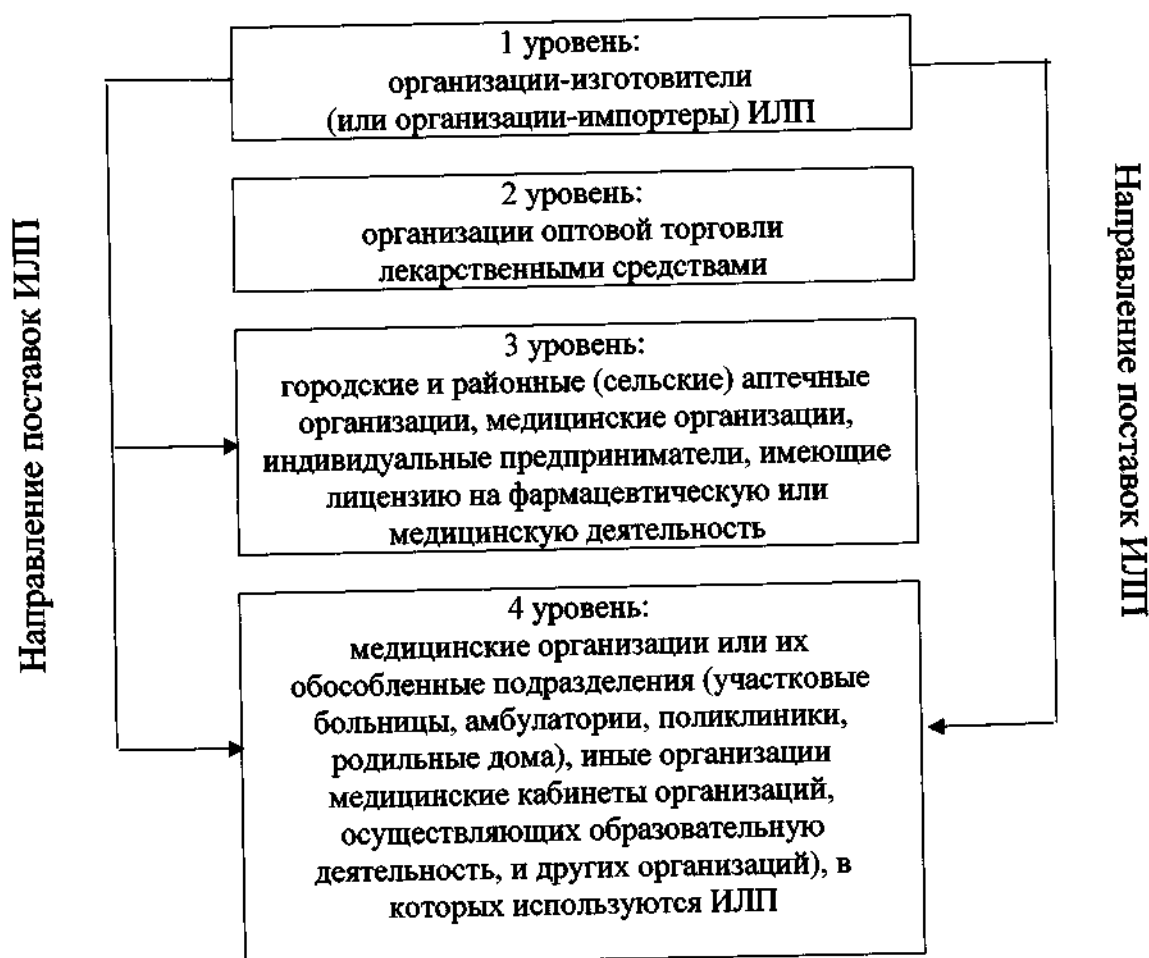 1 уровень:
организации-изготовители
(или организации-импортеры) ИЛП
2 уровень:
организации оптовой торговли
лекарственными средствами
3 уровень:
городские и районные (сельские) аптечные
организации, медицинские организации,
индивидуальные предприниматели, имеющие
лицензию на фармацевтическую или
медицинскую деятельность
4 уровень:
медицинские организации или их
обособленные подразделения (участковые
больницы, амбулатории, поликлиники,
родильные дома), иные организации
медицинские кабинеты организаций,
осуществляющих образовательную
деятельность, и других организаций), в
которых используются ИЛП
Направление поставок ИЛП
Направление поставок ИЛП